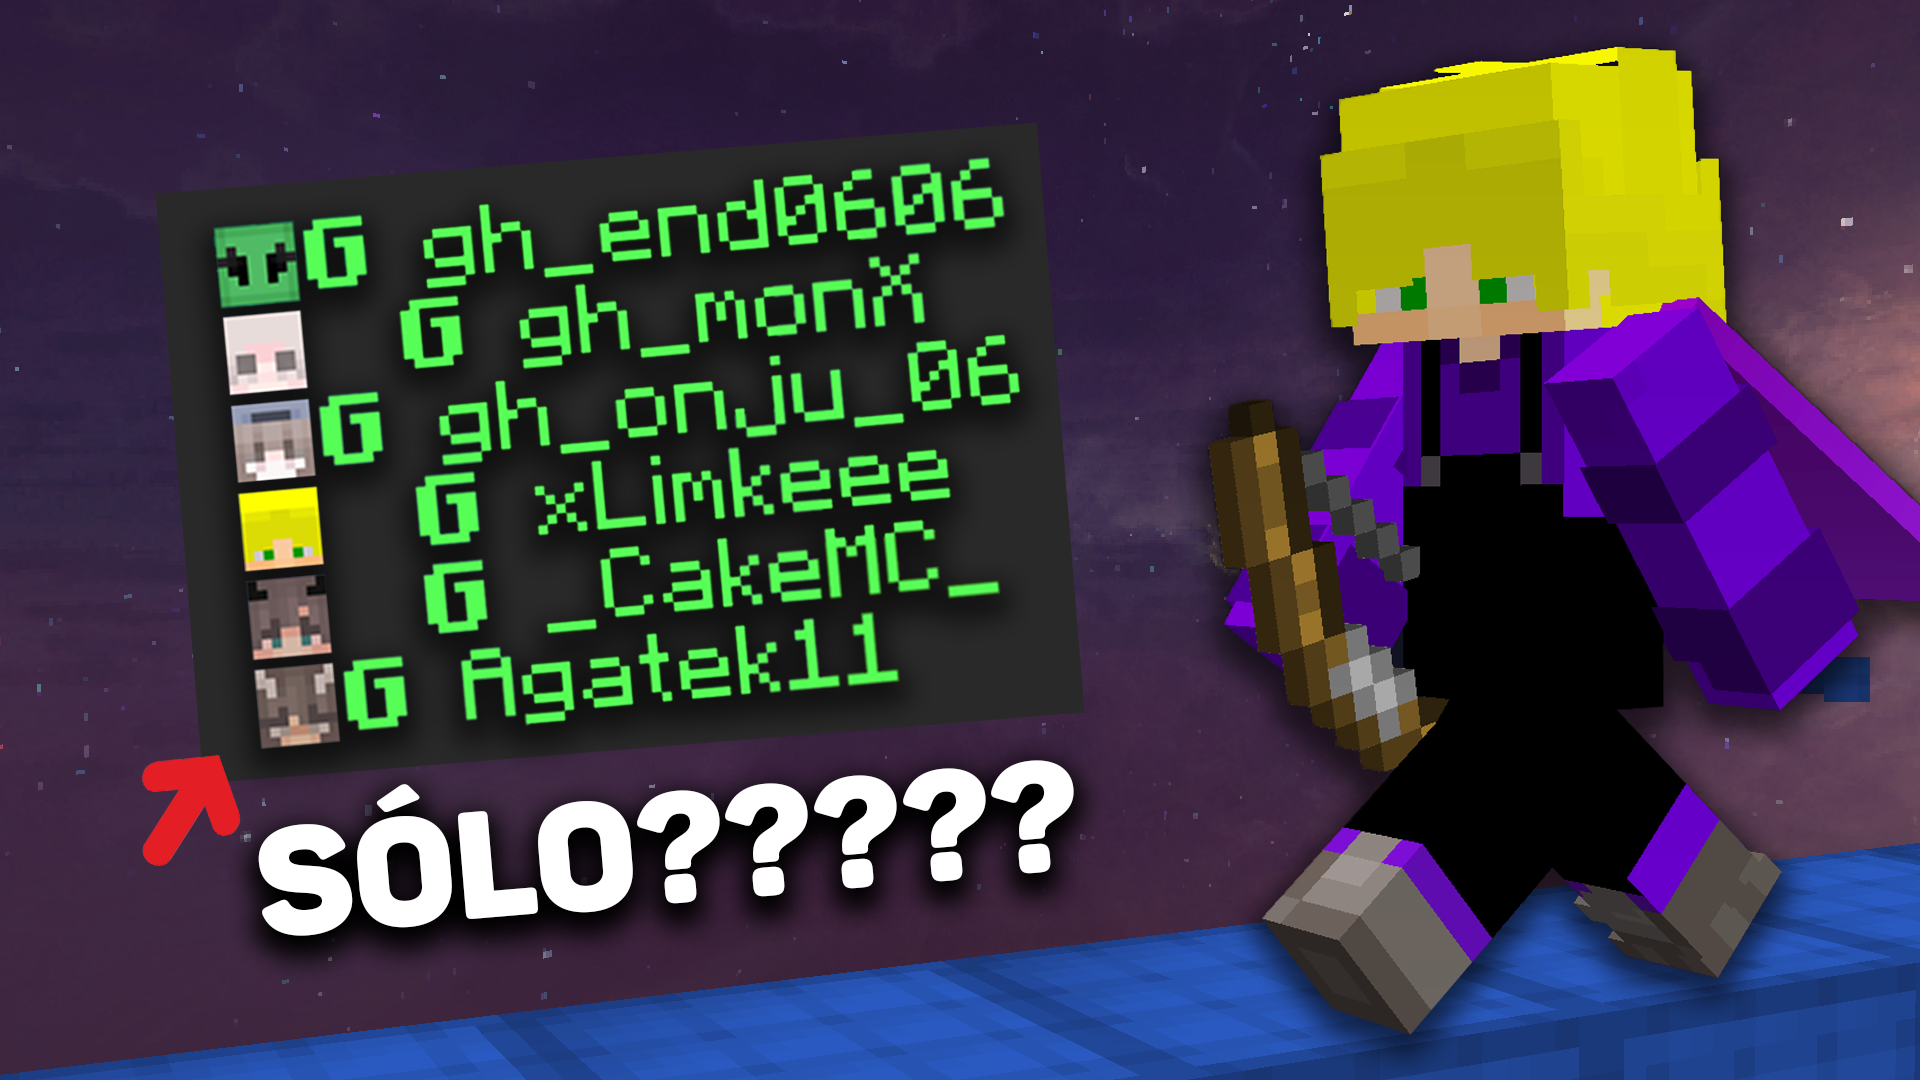 G gh_end0606
G gh_monX
G gh_onju_06
G xLimkeee
G _CakeMC_
G Agatek11
SÓLO?????